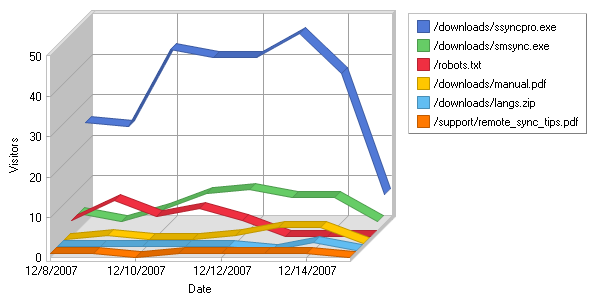 /downloads/ssyncpro.exe
/downloads/smsync.exe
/robots.txt
/downloads/manual.pdf
/downloads/langs.zip
/support/remote_sync_tips.pdf
Visitors
50
40
30
20
10
0
12/8/2007 12/10/2007 12/12/2007 12/14/2007
Date